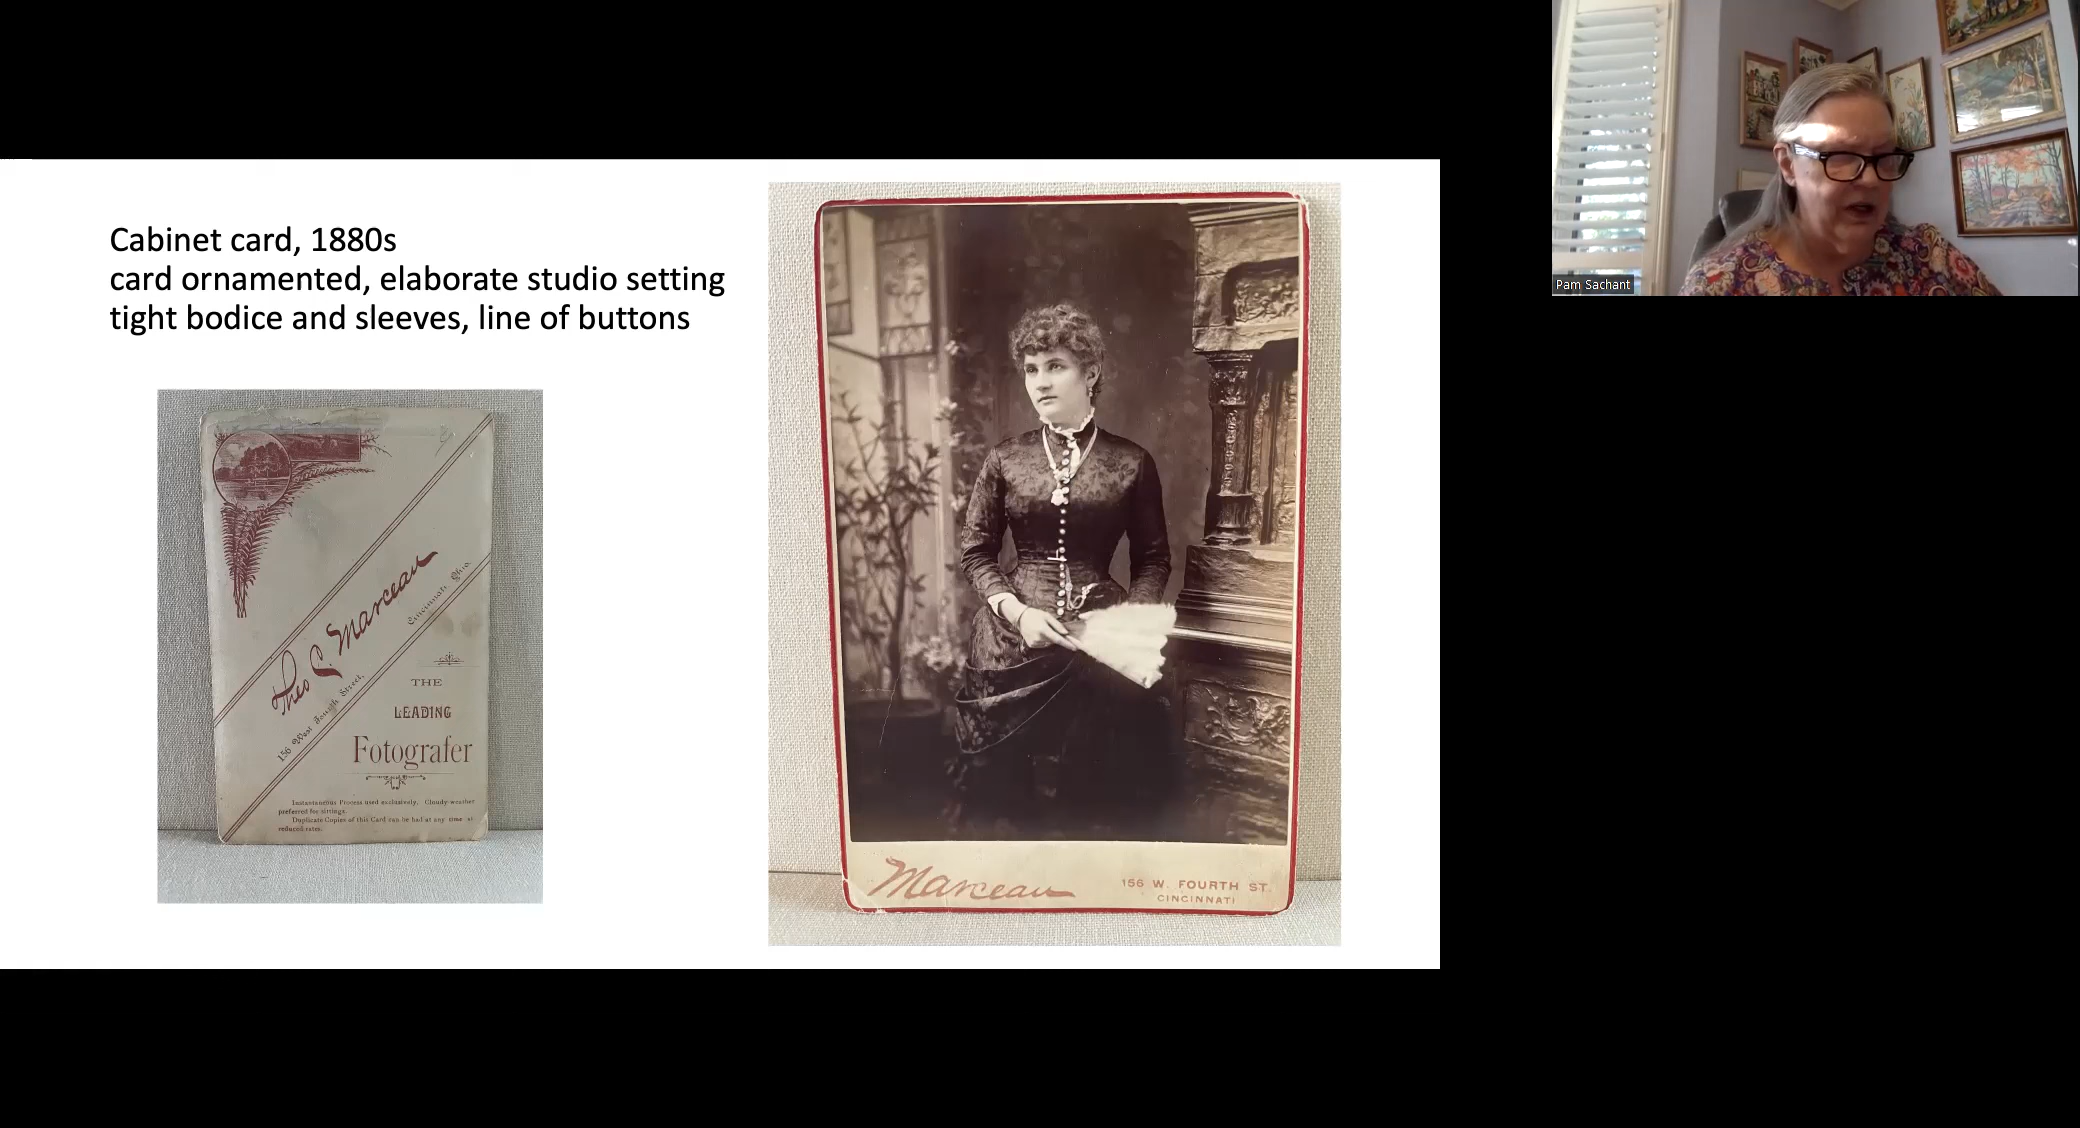 Cabinet card, 1880s
card ornamented, elaborate studio setting
tight bodice and sleeves, line of buttons
Theo C. Marceau
156 West Fourth Street,
Cincinnati, Ohio.
THE
LEADING
Fotografer
Instantaneous Process used exclusively. Cloudy weather
preferred for sittings.
Duplicate Copies of this Card can be had at any time at
reduced rates.
Marceau
156 W. FOURTH ST.
CINCINNATI
Pam Sachant